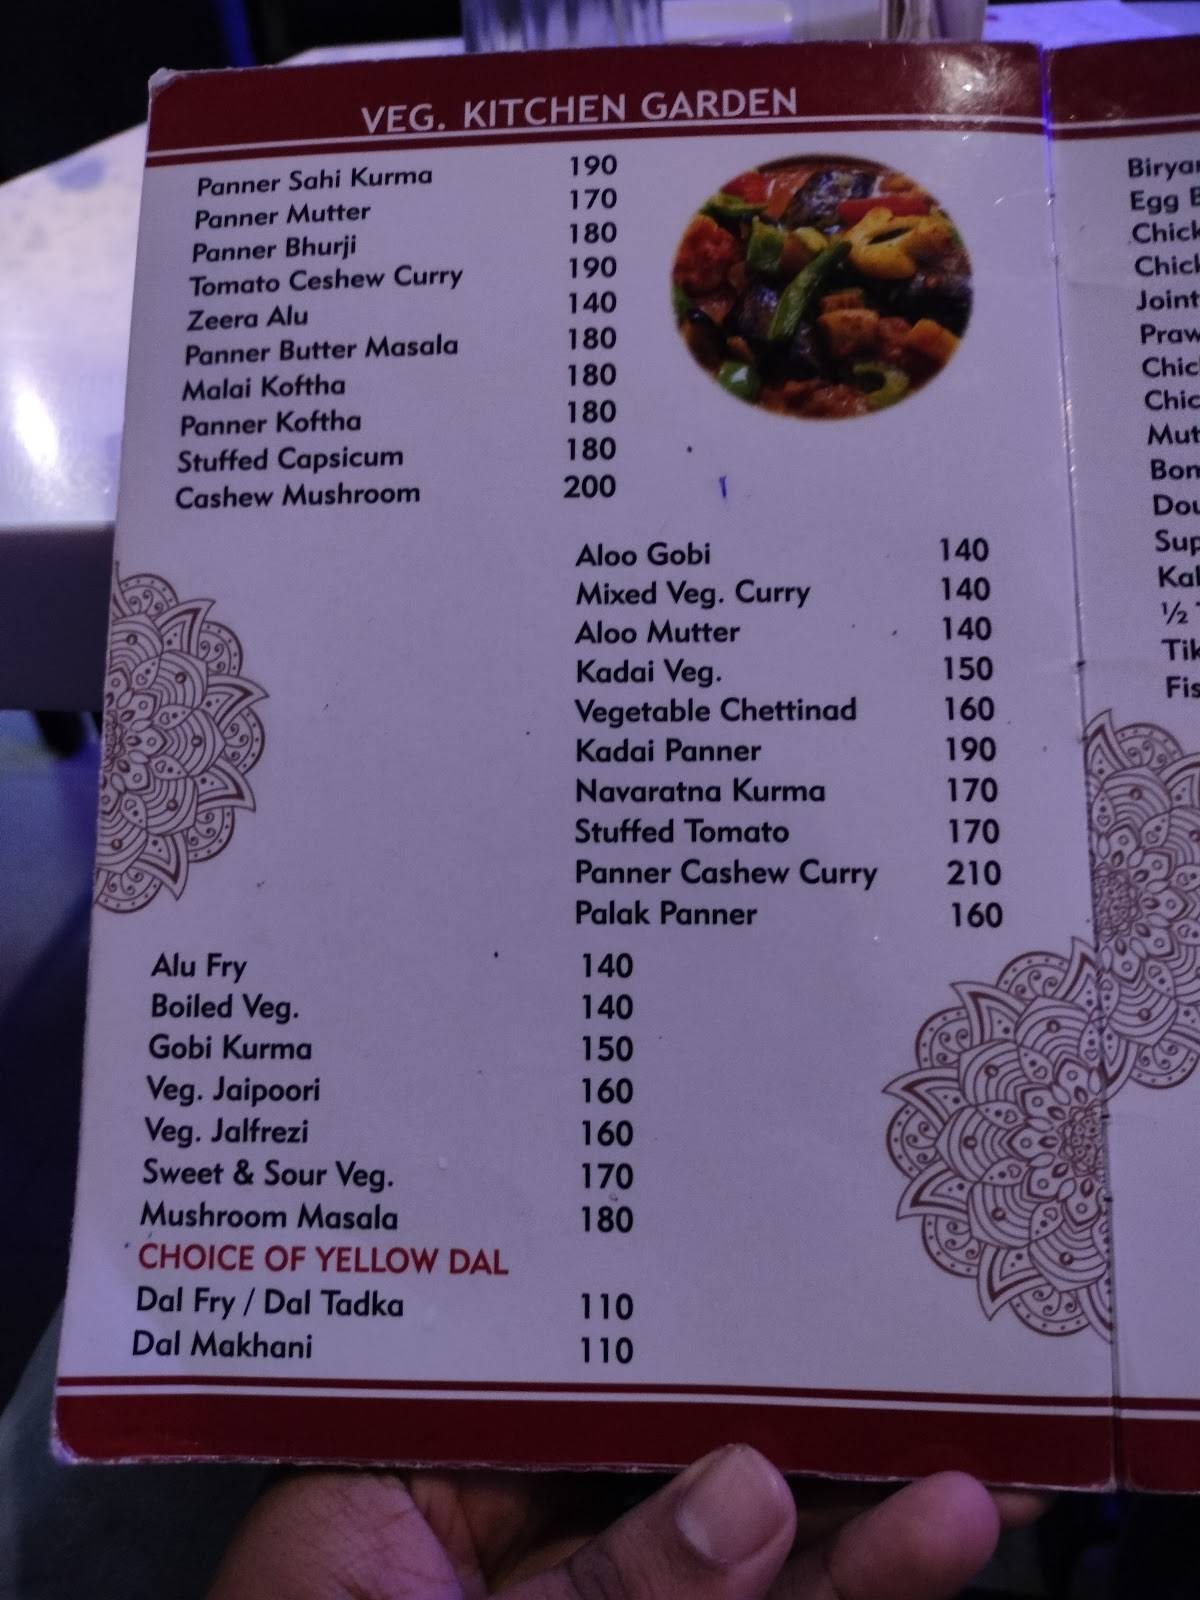 VEG. KITCHEN GARDEN
Panner Sahi Kurma 190
Panner Mutter 170
Panner Bhurji 180
Tomato Ceshew Curry 190
Zeera Alu 140
Panner Butter Masala 180
Malai Koftha 180
Panner Koftha 180
Stuffed Capsicum 180
Cashew Mushroom 200
Aloo Gobi 140
Mixed Veg. Curry 140
Aloo Mutter 140
Kadai Veg. 150
Vegetable Chettinad 160
Kadai Panner 190
Navaratna Kurma 170
Stuffed Tomato 170
Panner Cashew Curry 210
Palak Panner 160
Alu Fry 140
Boiled Veg. 140
Gobi Kurma 150
Veg. Jaipoori 160
Veg. Jalfrezi 160
Sweet & Sour Veg. 170
Mushroom Masala 180
CHOICE OF YELLOW DAL
Dal Fry / Dal Tadka 110
Dal Makhani 110
Egg
Joint
½